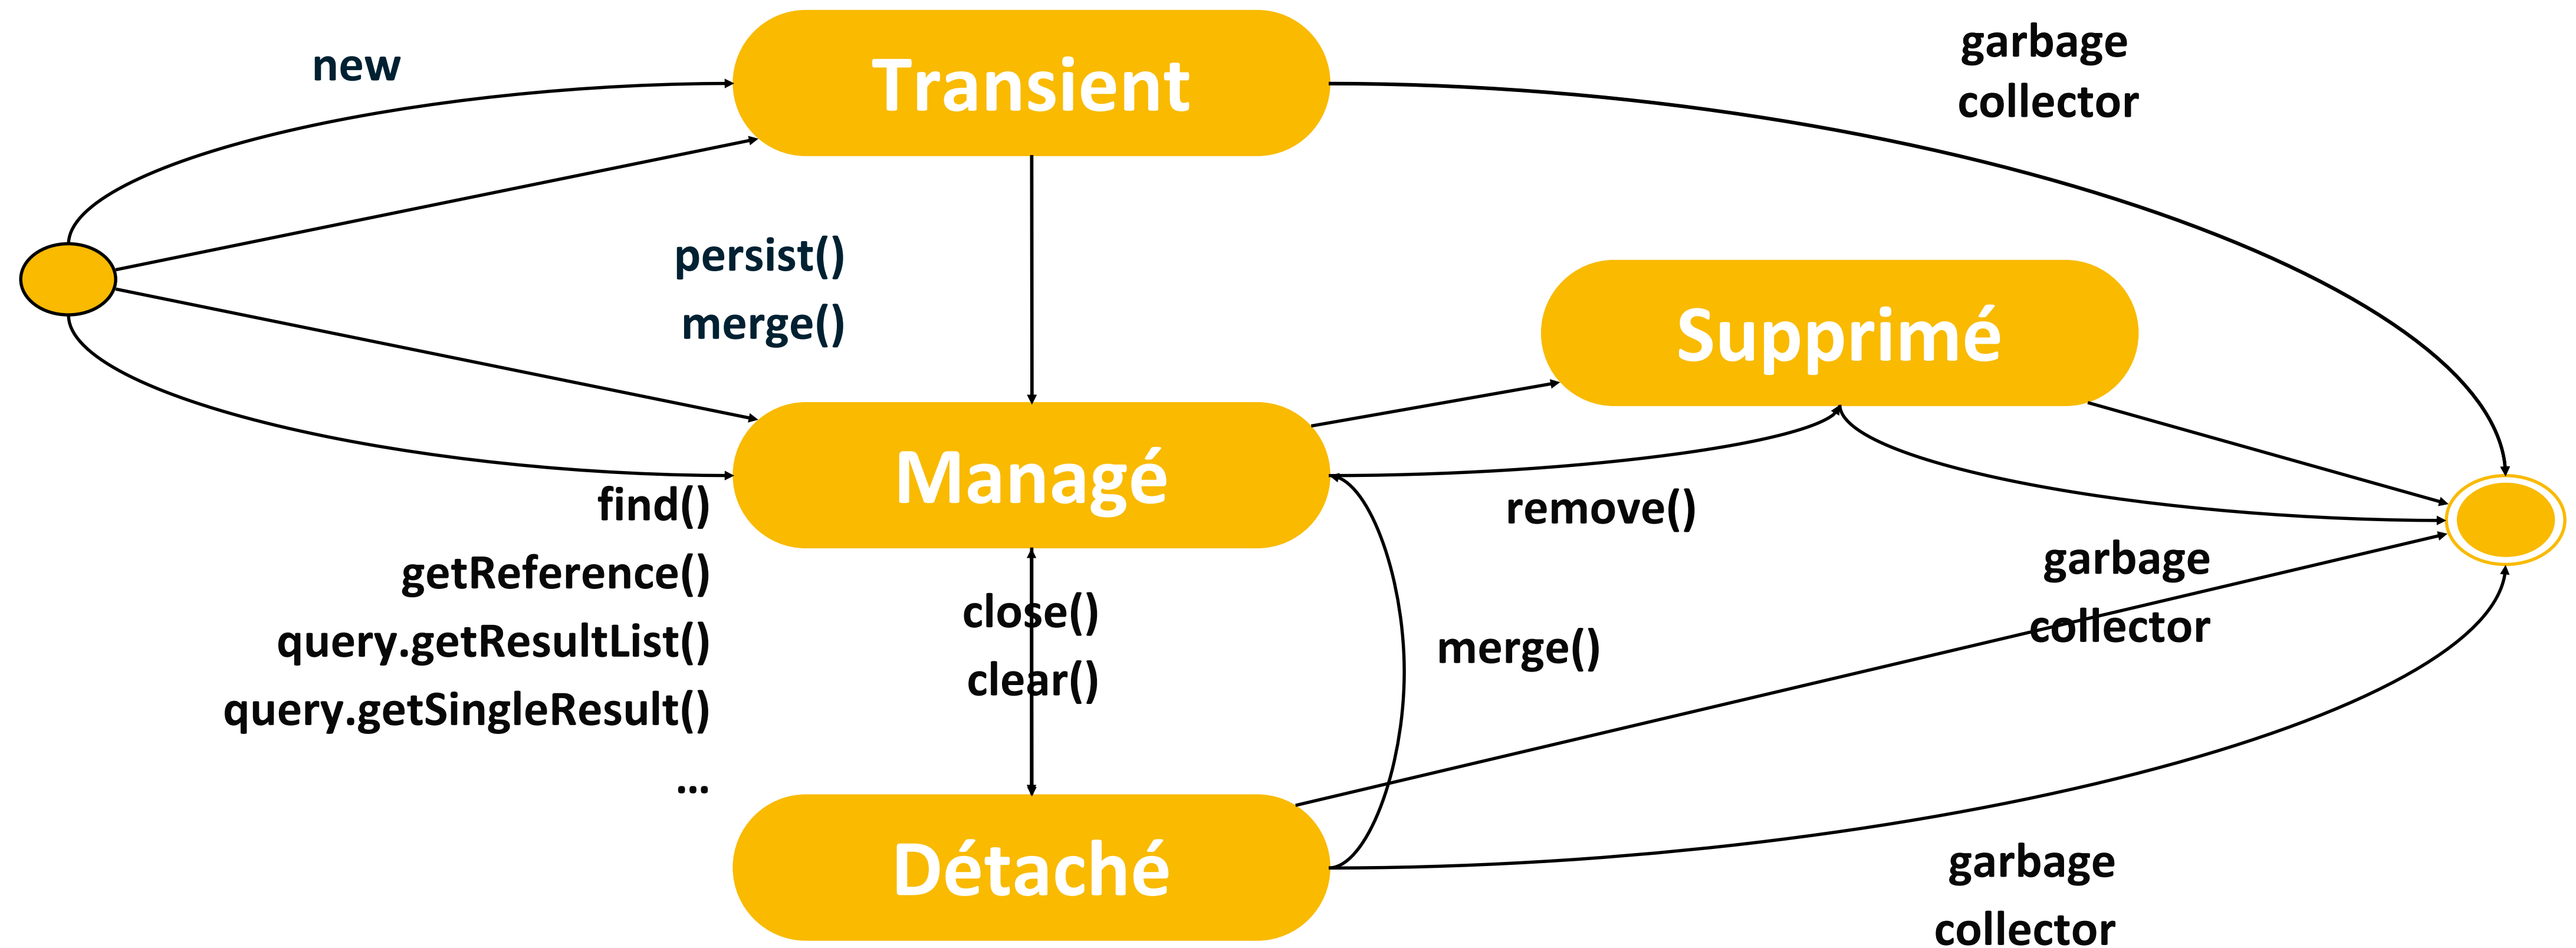 new
Transient
garbage
collector
persist()
merge()
Supprimé
Managé
find()
getReference()
query.getResultList()
query.getSingleResult()
...
remove()
close()
clear()
merge()
garbage
collector
Détaché
garbage
collector